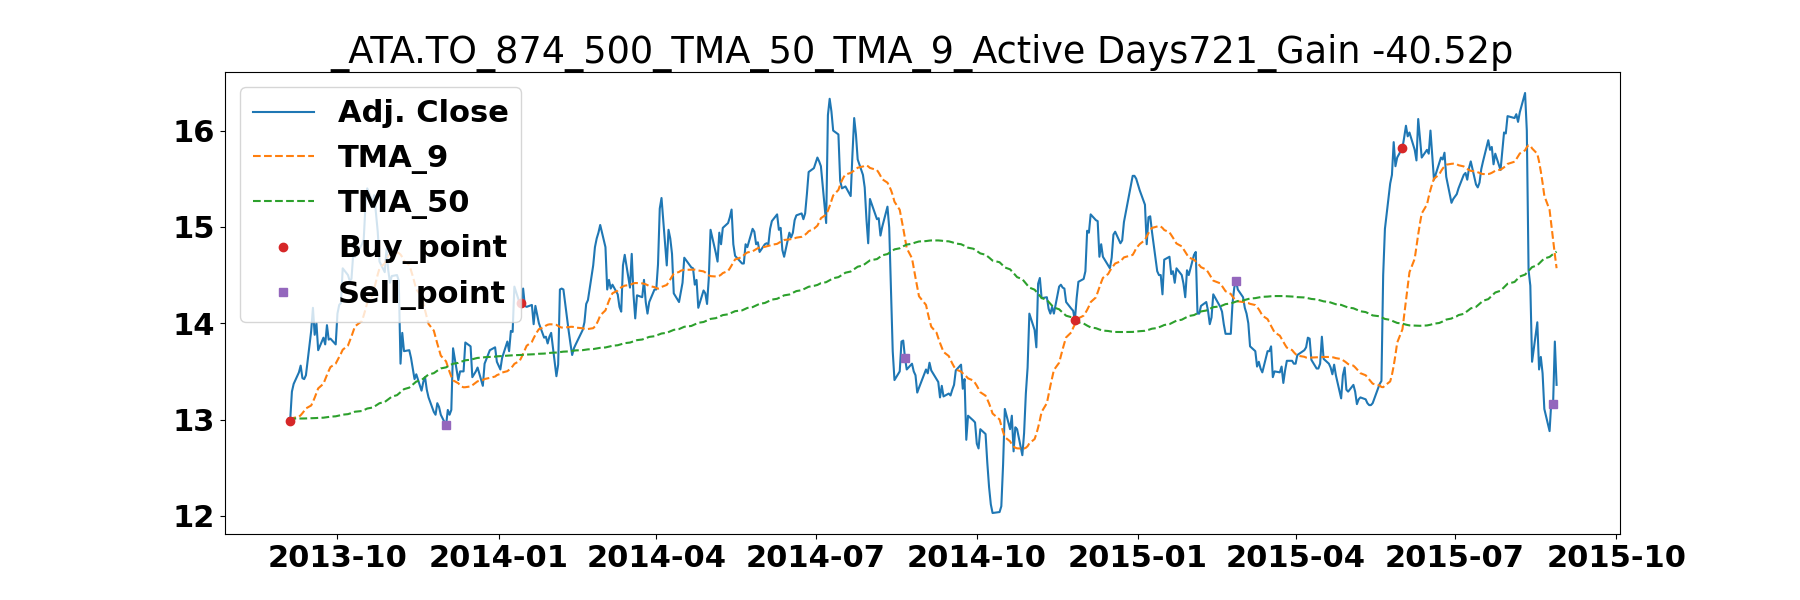 _ATA.TO_874_500_TMA_50_TMA_9_Active Days721_Gain -40.52p
Adj. Close
TMA_9
TMA_50
Buy_point
Sell_point
16
15
14
13
12
2013-10 2014-01 2014-04 2014-07 2014-10 2015-01 2015-04 2015-07 2015-10